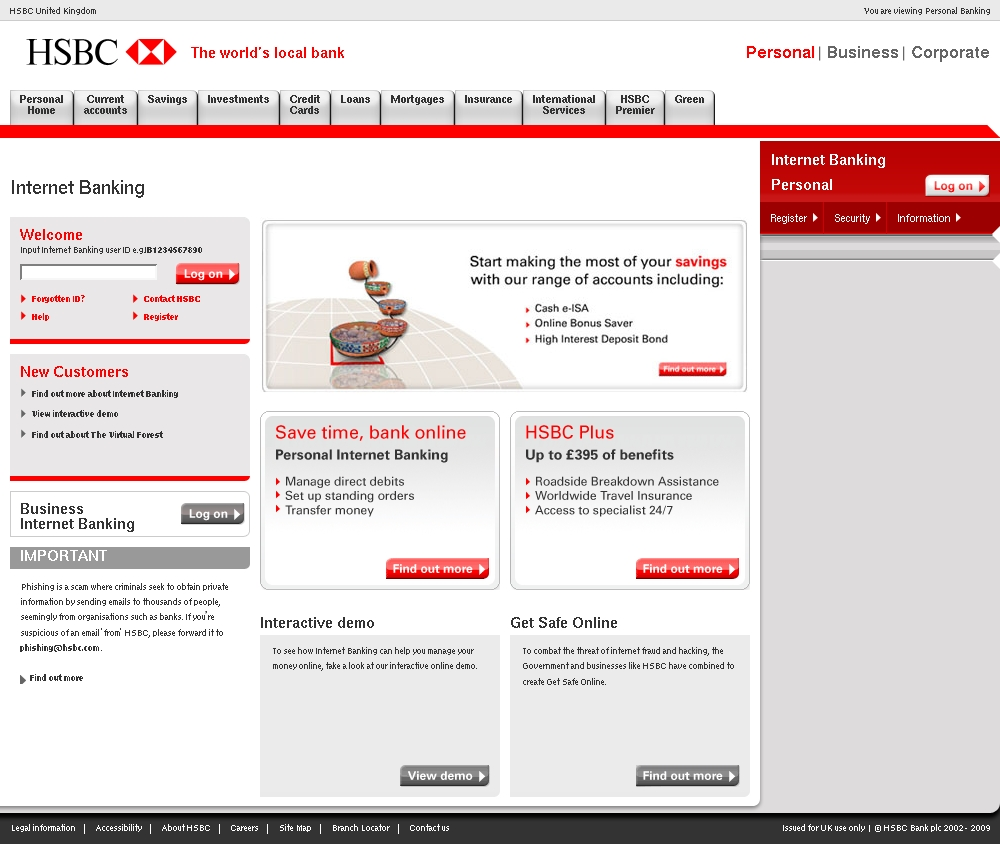 HSBC United Kingdom
You are viewing Personal Banking
HSBC
The world's local bank
Personal | Business | Corporate
Personal Home
Current accounts
Savings
Investments
Credit Cards
Loans
Mortgages
Insurance
International Services
HSBC Premier
Green
Internet Banking
Personal
Log on
Register
Security
Information
Internet Banking
Welcome
Input Internet Banking user ID e.g.IB1234567890
Log on
Forgotten ID?
Contact HSBC
Help
Register
New Customers
Find out more about Internet Banking
View interactive demo
Find out about The Virtual Forest
Business
Internet Banking
Log on
IMPORTANT
Phishing is a scam where criminals seek to obtain private
information by sending emails to thousands of people,
seemingly from organisations such as banks. If you're
suspicious of an email 'from' HSBC, please forward it to
phishing@hsbc.com.
Find out more
Start making the most of your savings
with our range of accounts including:
Cash e-ISA
Online Bonus Saver
High Interest Deposit Bond
Find out more
Save time, bank online
Personal Internet Banking
Manage direct debits
Set up standing orders
Transfer money
Find out more
HSBC Plus
Up to £395 of benefits
Roadside Breakdown Assistance
Worldwide Travel Insurance
Access to specialist 24/7
Find out more
Interactive demo
To see how Internet Banking can help you manage your
money online, take a look at our interactive online demo.
View demo
Get Safe Online
To combat the threat of internet fraud and hacking, the
Government and businesses like HSBC have combined to
create Get Safe Online.
Find out more
Legal information | Accessibility | About HSBC | Careers | Site Map | Branch Locator | Contact us
Issued for UK use only | © HSBC Bank plc 2002 - 2009